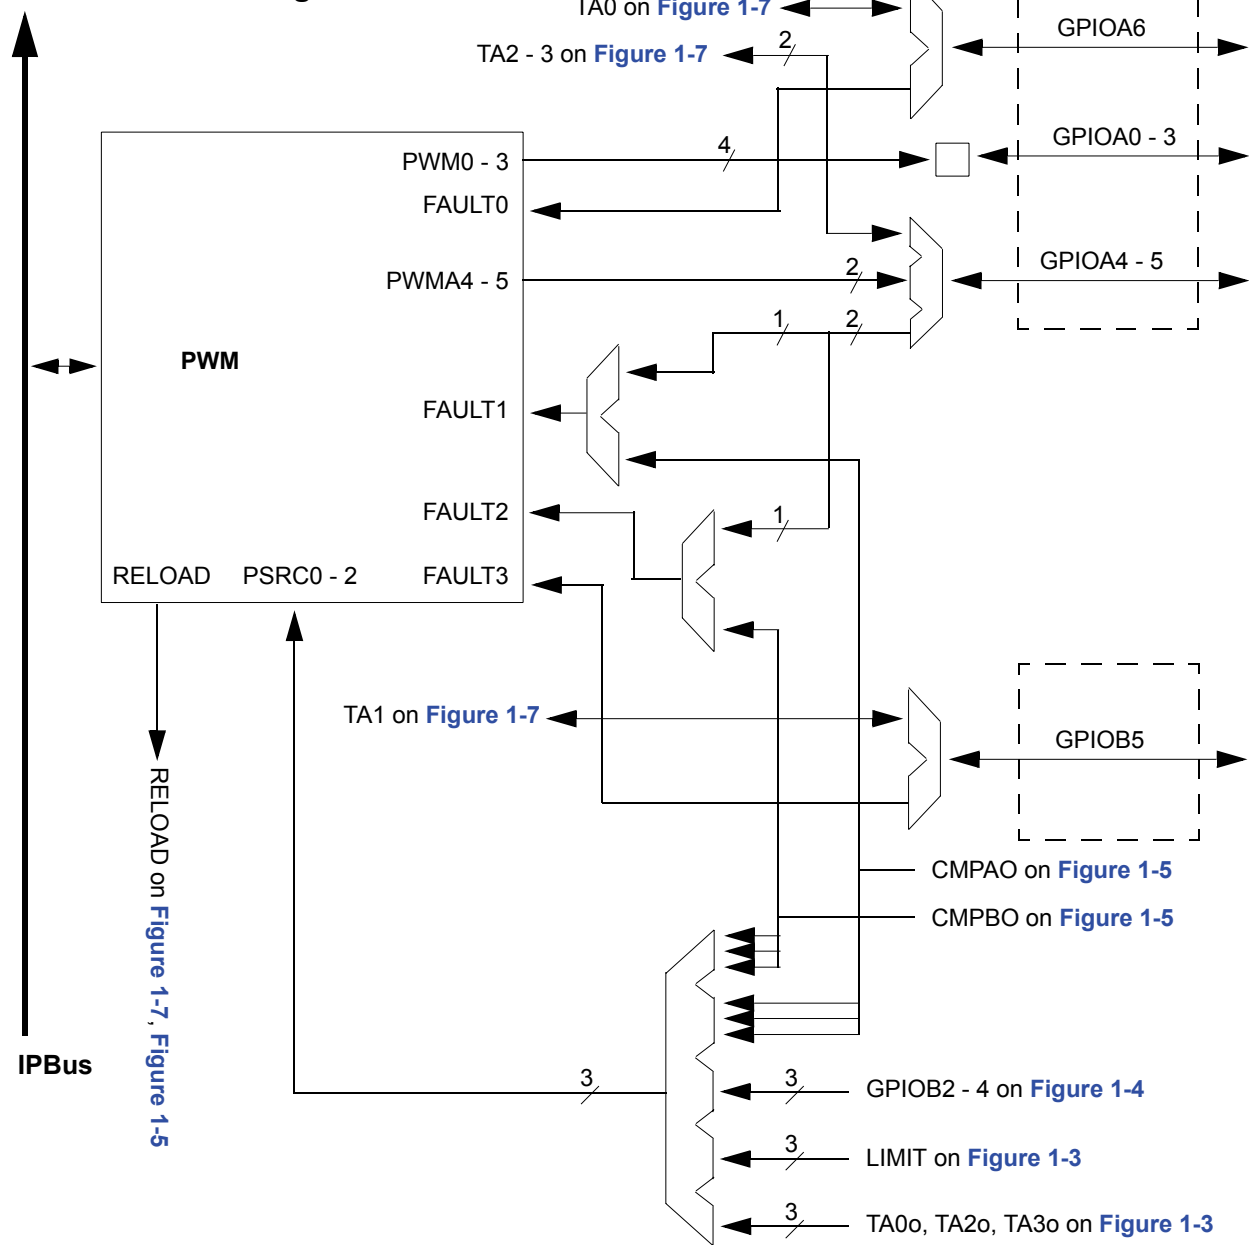 TA0 on Figure 1-7
GPIOA6
TA2 - 3 on Figure 1-7
2
4
PWM0 - 3
GPIOA0 - 3
FAULT0
PWMA4 - 5
2
GPIOA4 - 5
1
2
PWM
FAULT1
FAULT2
1
RELOAD
PSRC0 - 2
FAULT3
TA1 on Figure 1-7
GPIOB5
RELOAD on Figure 1-7, Figure 1-5
CMPAO on Figure 1-5
CMPBO on Figure 1-5
IPBus
3
3
GPIOB2 - 4 on Figure 1-4
3
LIMIT on Figure 1-3
3
TA0o, TA2o, TA3o on Figure 1-3